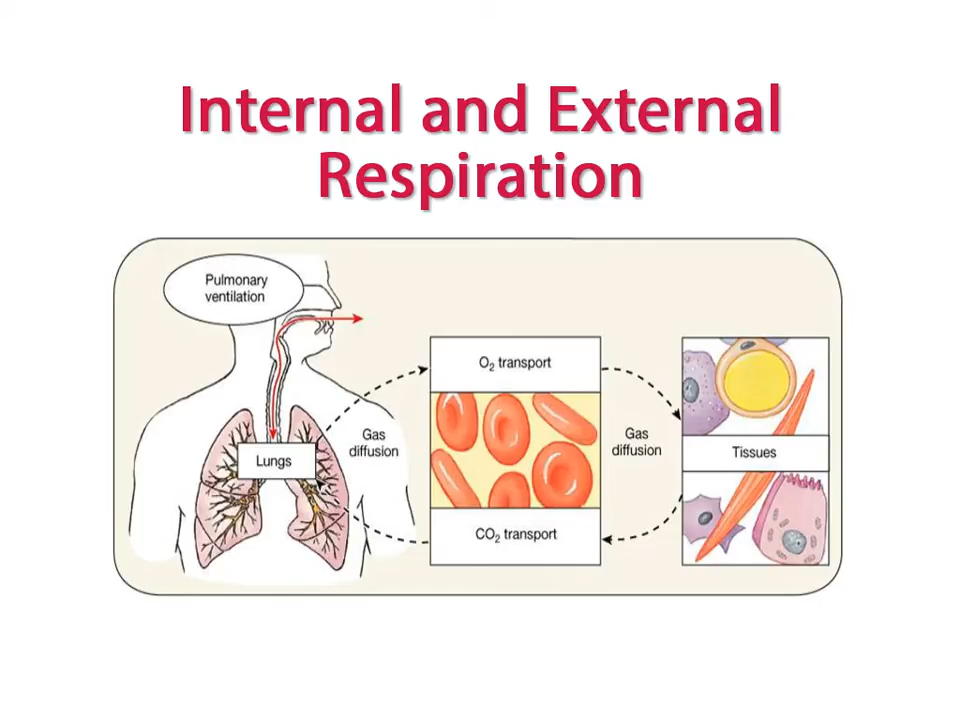 Internal and External
Respiration
Pulmonary
ventilation
O₂ transport
Gas
diffusion
Gas
diffusion
Lungs
Tissues
CO₂ transport